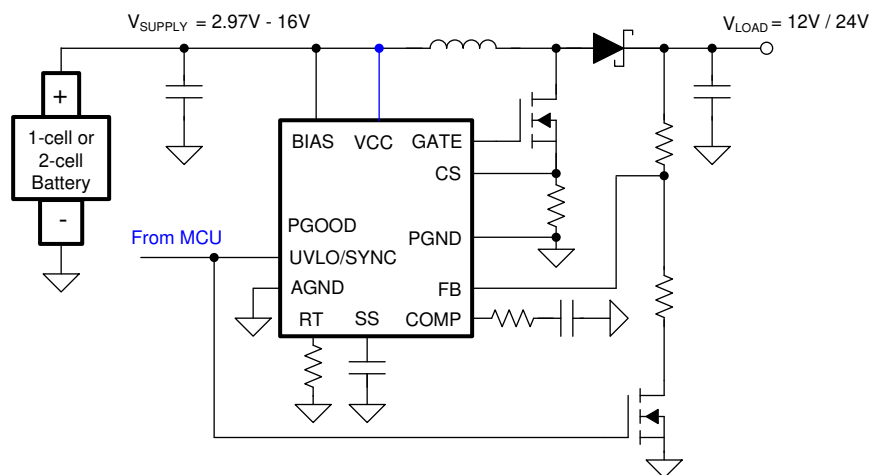 VSUPPLY = 2.97V - 16V
VLOAD = 12V / 24V
+
1-cell or
2-cell
Battery
-
BIAS
VCC
GATE
CS
PGOOD
From MCU
UVLO/SYNC
PGND
AGND
FB
RT
SS
COMP